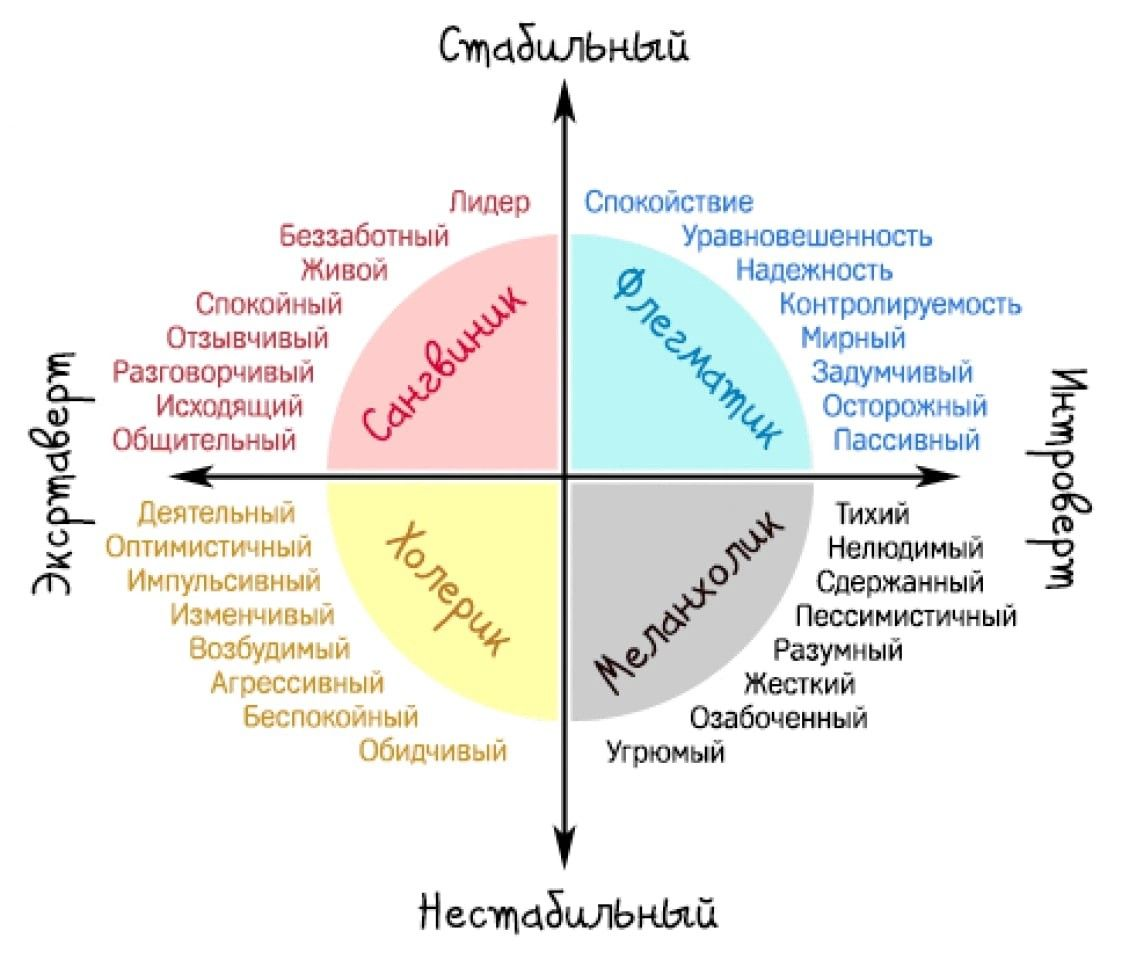 Стабильный
Лидер
Беззаботный
Живой
Спокойный
Отзывчивый
Разговорчивый
Исходящий
Общительный
Сангвиник
Спокойствие
Уравновешенность
Надежность
Контролируемость
Мирный
Задумчивый
Осторожный
Пассивный
Флегматик
Эксртаверт
Интроверт
Деятельный
Оптимистичный
Импульсивный
Изменчивый
Возбудимый
Агрессивный
Беспокойный
Обидчивый
Холерик
Тихий
Нелюдимый
Сдержанный
Пессимистичный
Разумный
Жесткий
Озабоченный
Угрюмый
Меланхолик
Нестабильный